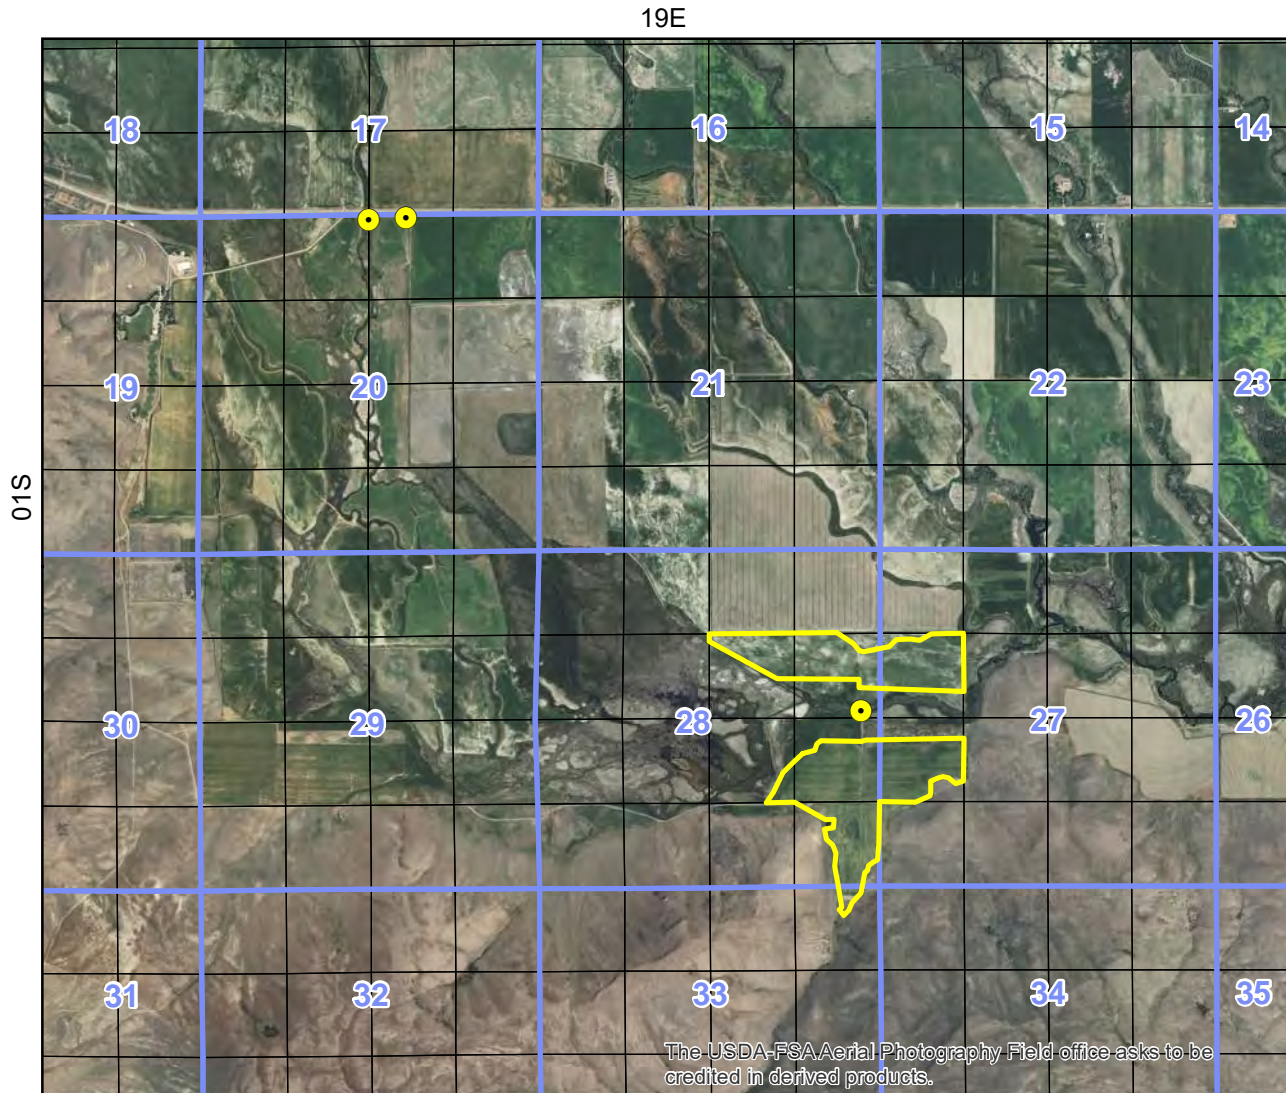 19E
18 17 16 15 14
19 20 21 22 23
01S
30 29 28 27 26
31 32 33 34 35
The USDA-FSA Aerial Photography Field office asks to be
credited in derived products.